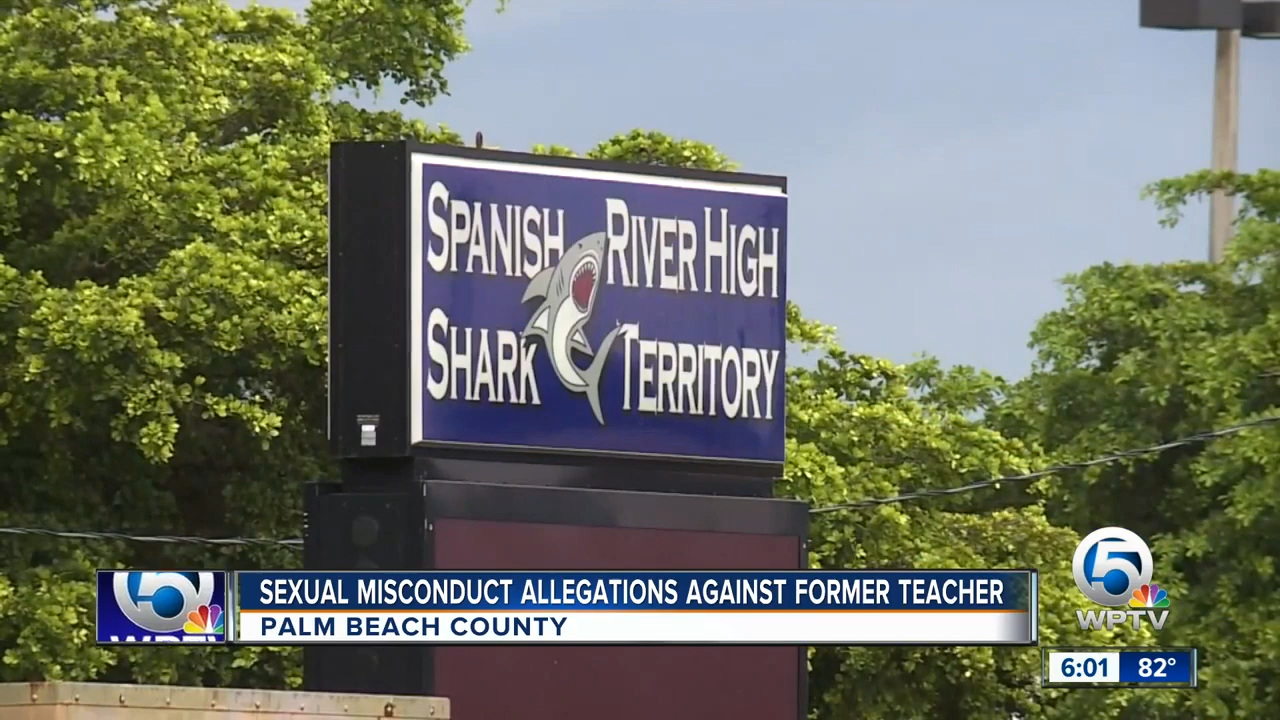 SPANISH RIVER HIGH
SHARK TERRITORY
5
SEXUAL MISCONDUCT ALLEGATIONS AGAINST FORMER TEACHER
PALM BEACH COUNTY
5
WPTV
6:01 82°